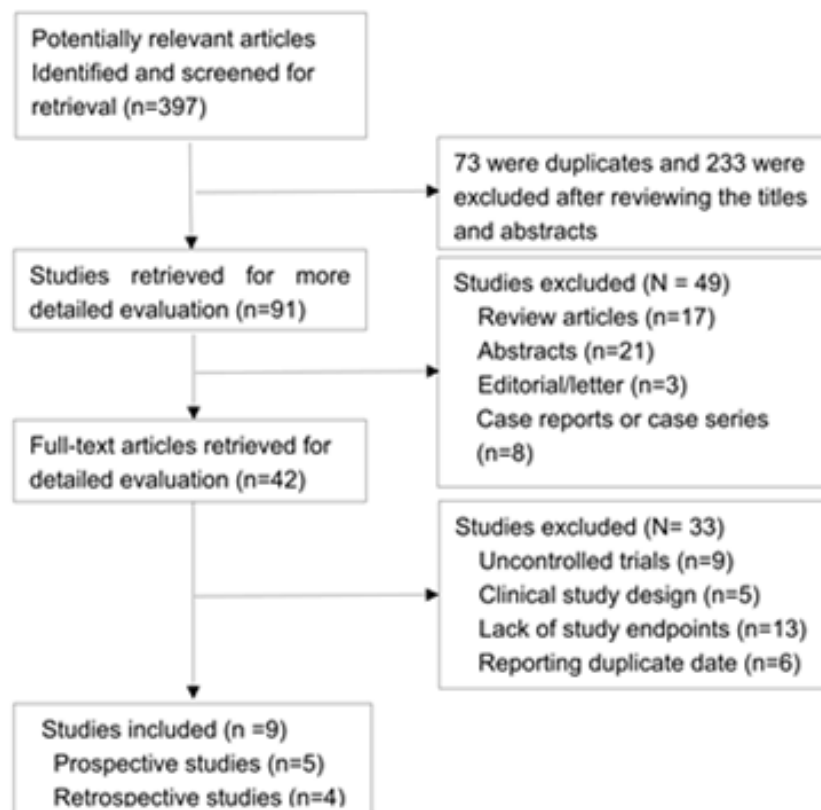 Potentially relevant articles
Identified and screened for
retrieval (n=397)
73 were duplicates and 233 were
excluded after reviewing the titles
and abstracts
Studies retrieved for more
detailed evaluation (n=91)
Studies excluded (N = 49)
Review articles (n=17)
Abstracts (n=21)
Editorial/letter (n=3)
Case reports or case series
(n=8)
Full-text articles retrieved for
detailed evaluation (n=42)
Studies excluded (N= 33)
Uncontrolled trials (n=9)
Clinical study design (n=5)
Lack of study endpoints (n=13)
Reporting duplicate date (n=6)
Studies included (n =9)
Prospective studies (n=5)
Retrospective studies (n=4)